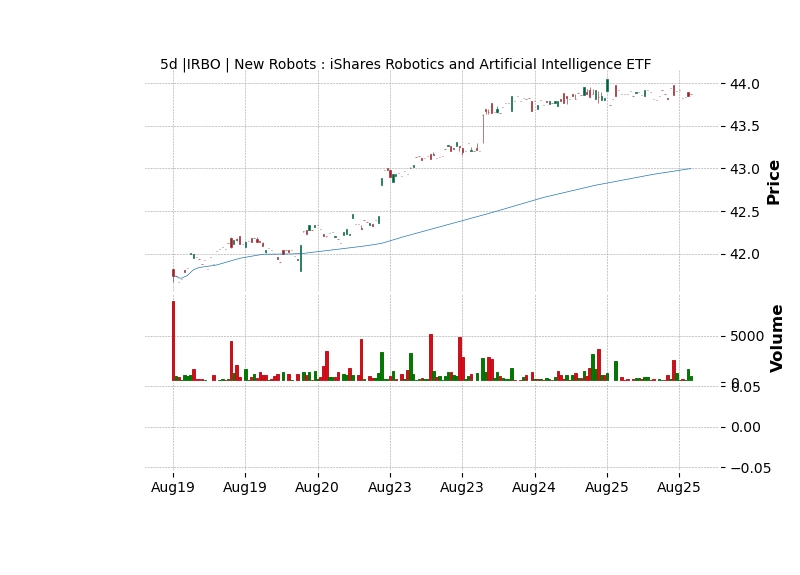 5d |IRBO | New Robots : iShares Robotics and Artificial Intelligence ETF
44.0
43.5
43.0
42.5
42.0
Price
5000
0
Volume
0.05
0.00
−0.05
Aug19 Aug19 Aug20 Aug23 Aug23 Aug24 Aug25 Aug25